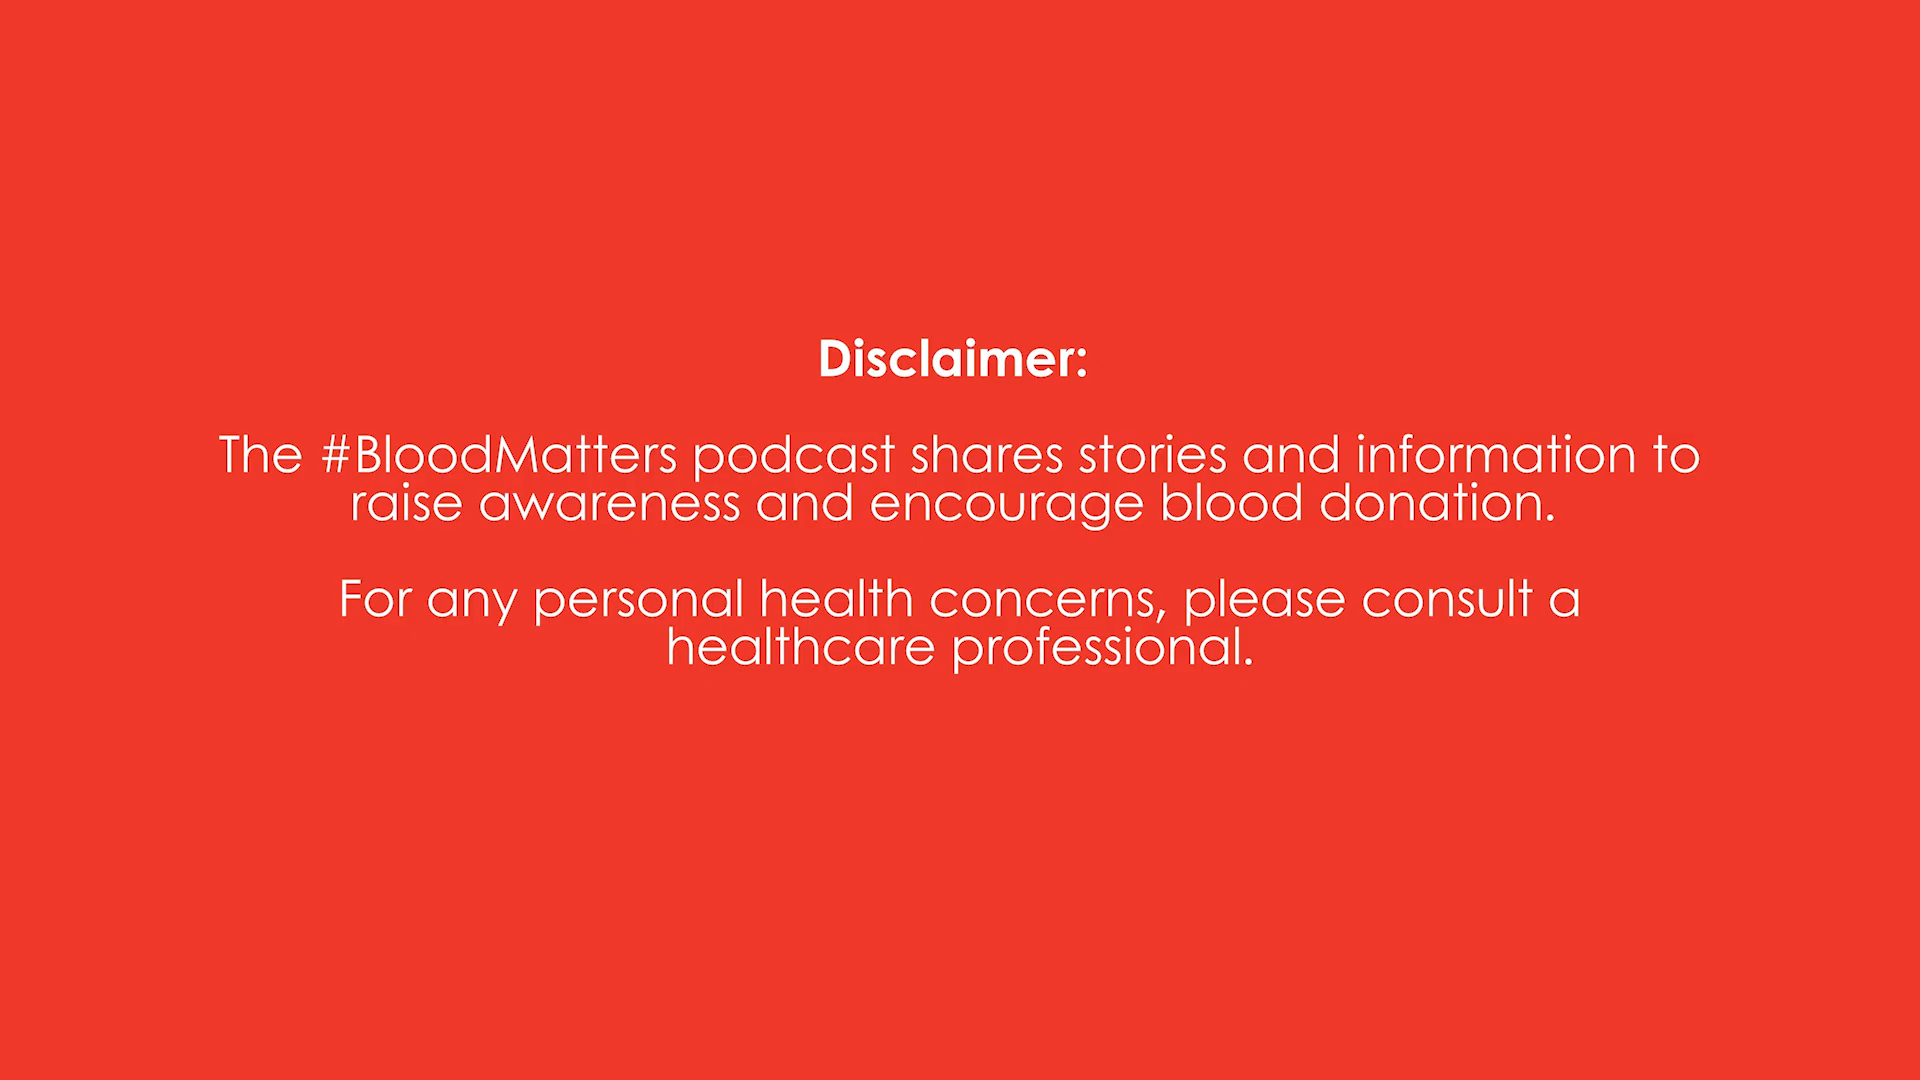 Disclaimer:
The #BloodMatters podcast shares stories and information to
raise awareness and encourage blood donation.
For any personal health concerns, please consult a
healthcare professional.